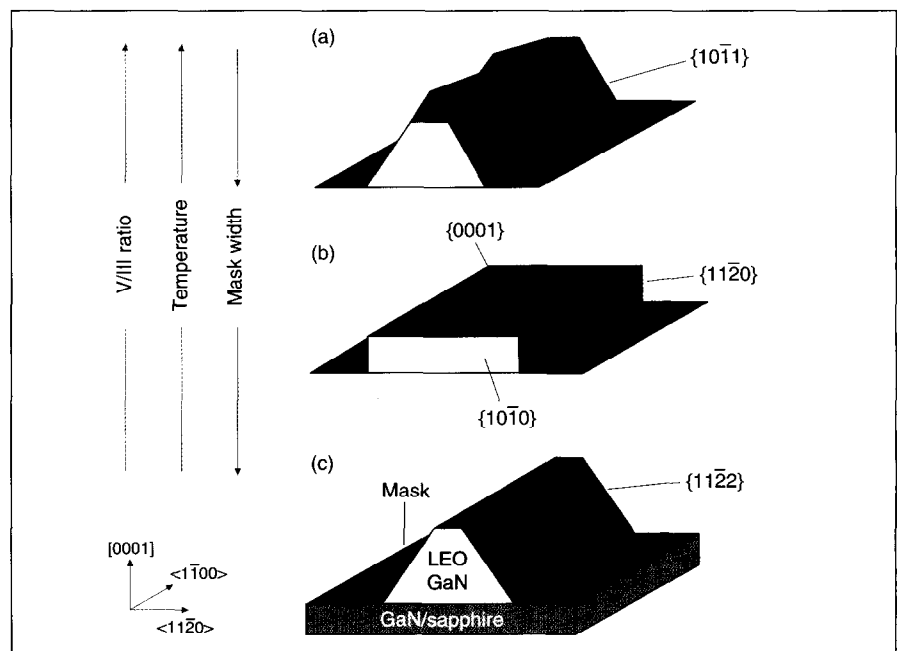 (a)
{101̅1}
V/III ratio
Temperature
Mask width
{0001}
(b)
{112̅0}
{101̅0}
(c)
Mask
{112̅2}
[0001]
<11̅00>
<112̅0>
LEO
GaN
GaN/sapphire